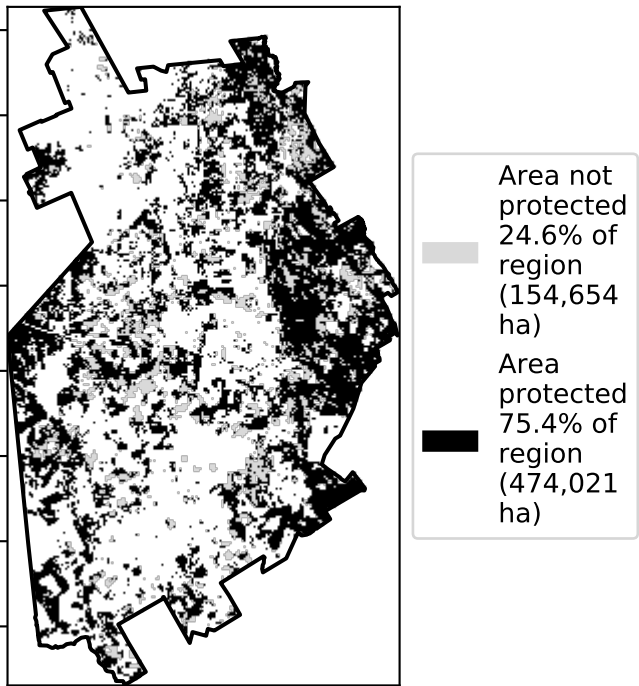 Area not
protected
24.6% of
region
(154,654
ha)
Area
protected
75.4% of
region
(474,021
ha)